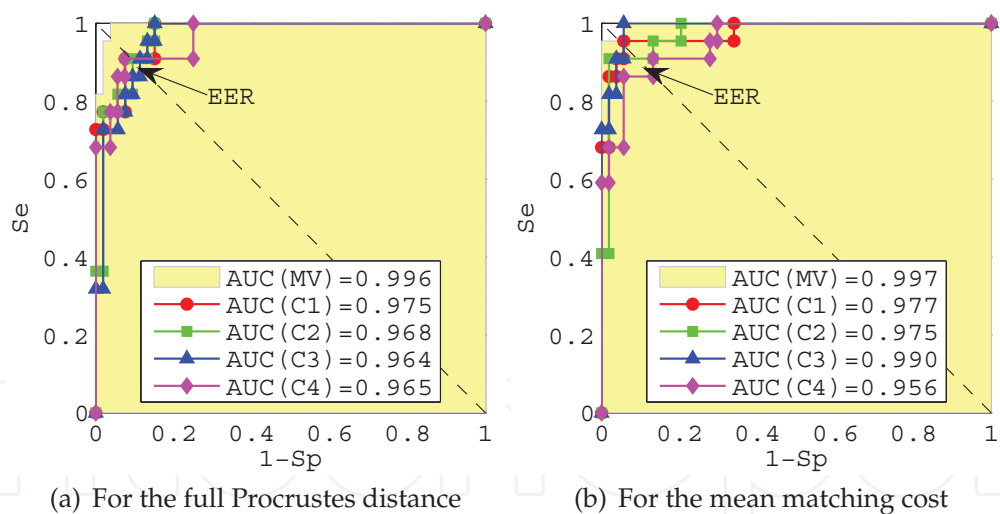 1
0.8
0.6
0.4
0.2
0
Se
EER
AUC(MV)=0.996
AUC(C1)=0.975
AUC(C2)=0.968
AUC(C3)=0.964
AUC(C4)=0.965
0 0.2 0.4 0.6 0.8 1
1-Sp
(a) For the full Procrustes distance
1
0.8
0.6
0.4
0.2
0
Se
EER
AUC(MV)=0.997
AUC(C1)=0.977
AUC(C2)=0.975
AUC(C3)=0.990
AUC(C4)=0.956
0 0.2 0.4 0.6 0.8 1
1-Sp
(b) For the mean matching cost